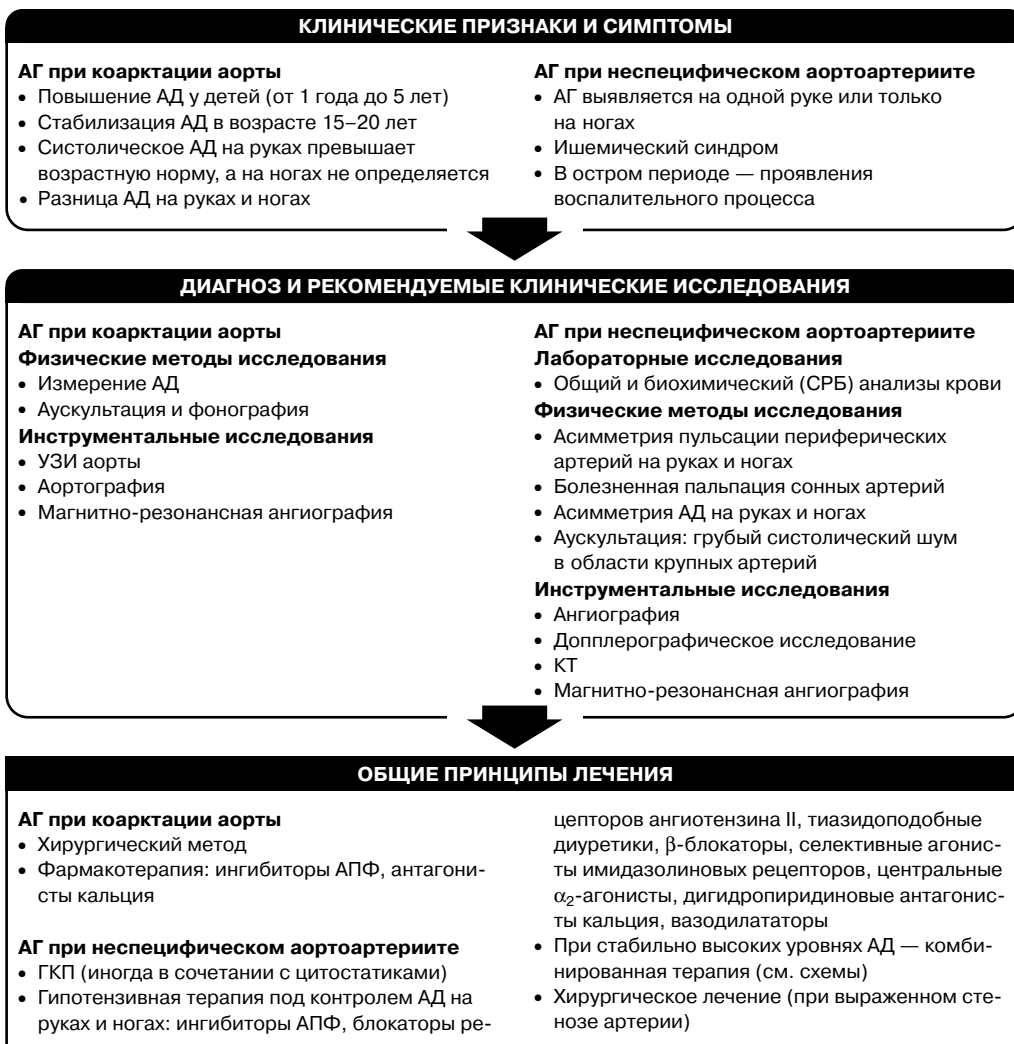 КЛИНИЧЕСКИЕ ПРИЗНАКИ И СИМПТОМЫ
АГ при коарктации аорты
• Повышение АД у детей (от 1 года до 5 лет)
• Стабилизация АД в возрасте 15–20 лет
• Систолическое АД на руках превышает
возрастную норму, а на ногах не определяется
• Разница АД на руках и ногах
АГ при неспецифическом аортоартериите
• АГ выявляется на одной руке или только
на ногах
• Ишемический синдром
• В остром периоде — проявления
воспалительного процесса
ДИАГНОЗ И РЕКОМЕНДУЕМЫЕ КЛИНИЧЕСКИЕ ИССЛЕДОВАНИЯ
АГ при коарктации аорты
Физические методы исследования
• Измерение АД
• Аускультация и фонография
Инструментальные исследования
• УЗИ аорты
• Аортография
• Магнитно-резонансная ангиография
АГ при неспецифическом аортоартериите
Лабораторные исследования
• Общий и биохимический (СРБ) анализы крови
Физические методы исследования
• Асимметрия пульсации периферических
артерий на руках и ногах
• Болезненная пальпация сонных артерий
• Асимметрия АД на руках и ногах
• Аускультация: грубый систолический шум
в области крупных артерий
Инструментальные исследования
• Ангиография
• Допплерографическое исследование
• КТ
• Магнитно-резонансная ангиография
ОБЩИЕ ПРИНЦИПЫ ЛЕЧЕНИЯ
АГ при коарктации аорты
• Хирургический метод
• Фармакотерапия: ингибиторы АПФ, антагони-
сты кальция
АГ при неспецифическом аортоартериите
• ГКП (иногда в сочетании с цитостатиками)
• Гипотензивная терапия под контролем АД на
руках и ногах: ингибиторы АПФ, блокаторы ре-
цепторов ангиотензина II, тиазидоподобные
диуретики, β-блокаторы, селективные агонис-
ты имидазолиновых рецепторов, центральные
α₂-агонисты, дигидропиридиновые антагонис-
ты кальция, вазодилататоры
• При стабильно высоких уровнях АД — комби-
нированная терапия (см. схемы)
• Хирургическое лечение (при выраженном сте-
нозе артерии)